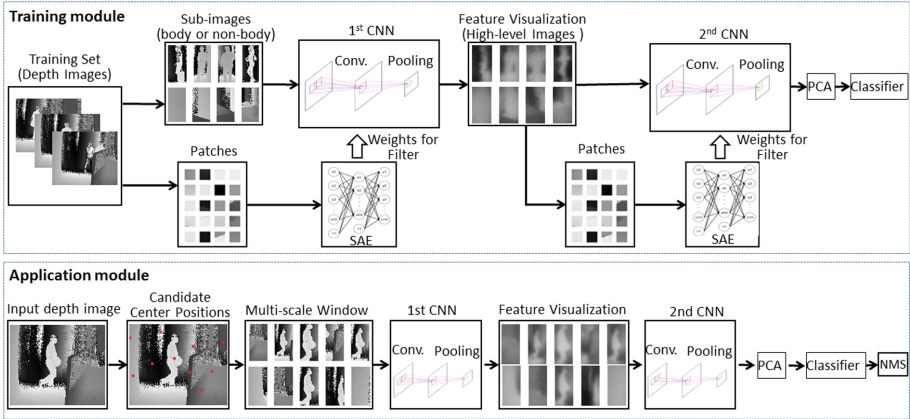 Training module
Training Set
(Depth Images)
Sub-images
(body or non-body)
1st CNN
Conv.
Pooling
Feature Visualization
(High-level Images )
2nd CNN
Conv.
Pooling
PCA
Classifier
Patches
Weights for
Filter
SAE
Patches
Weights for
Filter
SAE
Application module
Input depth image
Candidate
Center Positions
Multi-scale Window
1st CNN
Conv.
Pooling
Feature Visualization
2nd CNN
Conv.
Pooling
PCA
Classifier
NMS